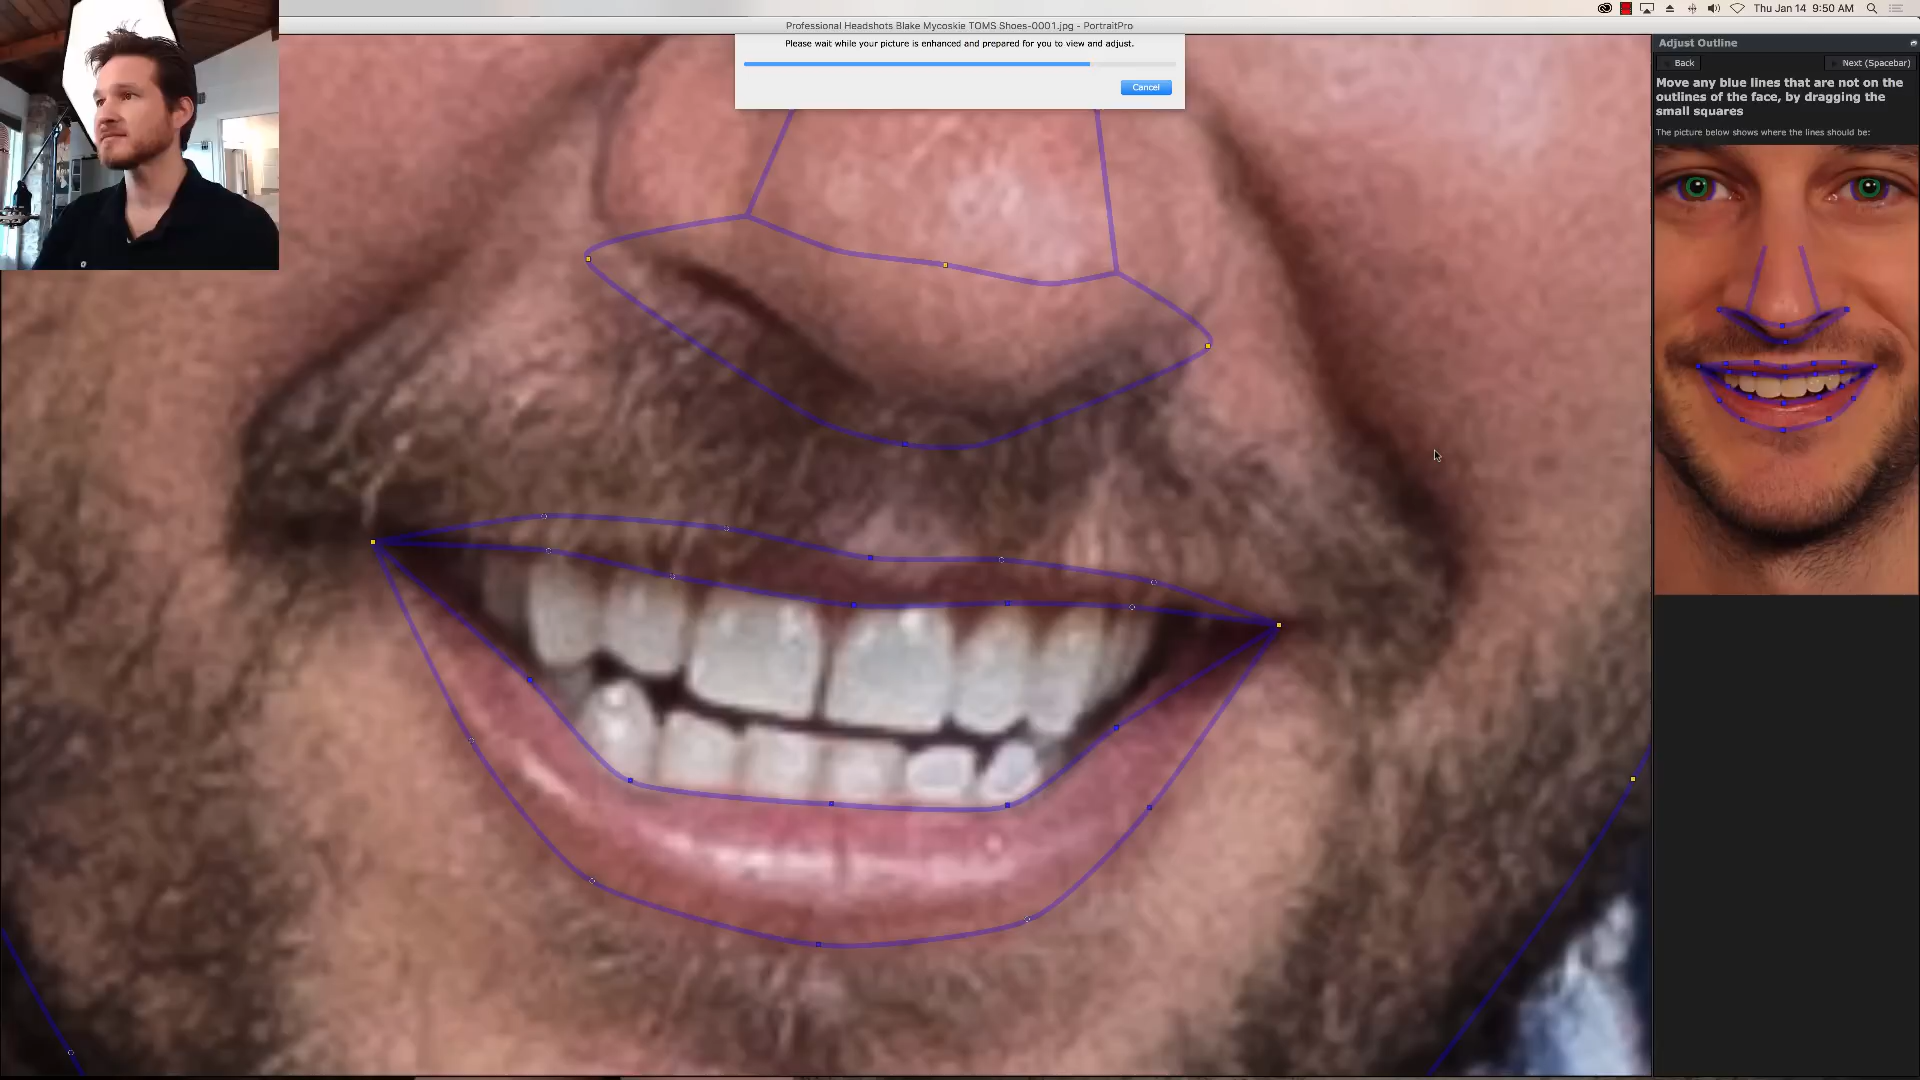 Thu Jan 14 9:50 AM
Professional Headshots Blake Mycoskie TOMS Shoes-0001.jpg - PortraitPro
Please wait while your picture is enhanced and prepared for you to view and adjust.
Cancel
Adjust Outline
Back
Next (Spacebar)
Move any blue lines that are not on the
outlines of the face, by dragging the
small squares
The picture below shows where the lines should be: